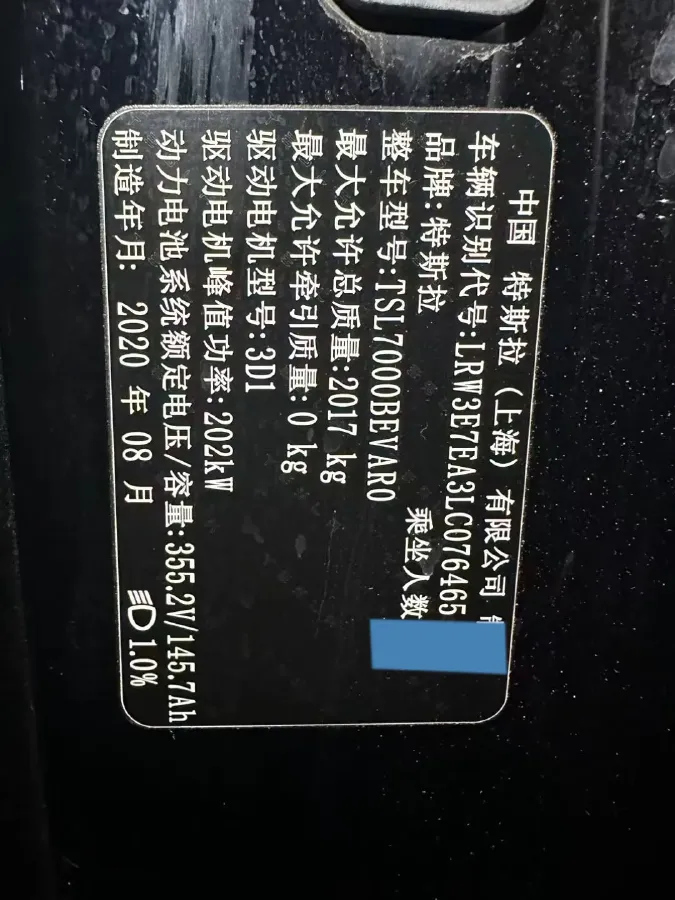 中国 特斯拉 (上海) 有限公司
车辆识别代号:LRW3E7EA3LC076465
品牌:特斯拉 乘坐人数
整车型号:TSL7000BEVAR0
最大允许总质量:2017 kg
最大允许牵引质量:0 kg
驱动电机型号:3D1
驱动电机峰值功率:202kW
动力电池系统额定电压/容量:355.2V/145.7Ah
制造年月: 2020 年 08 月 1.0%